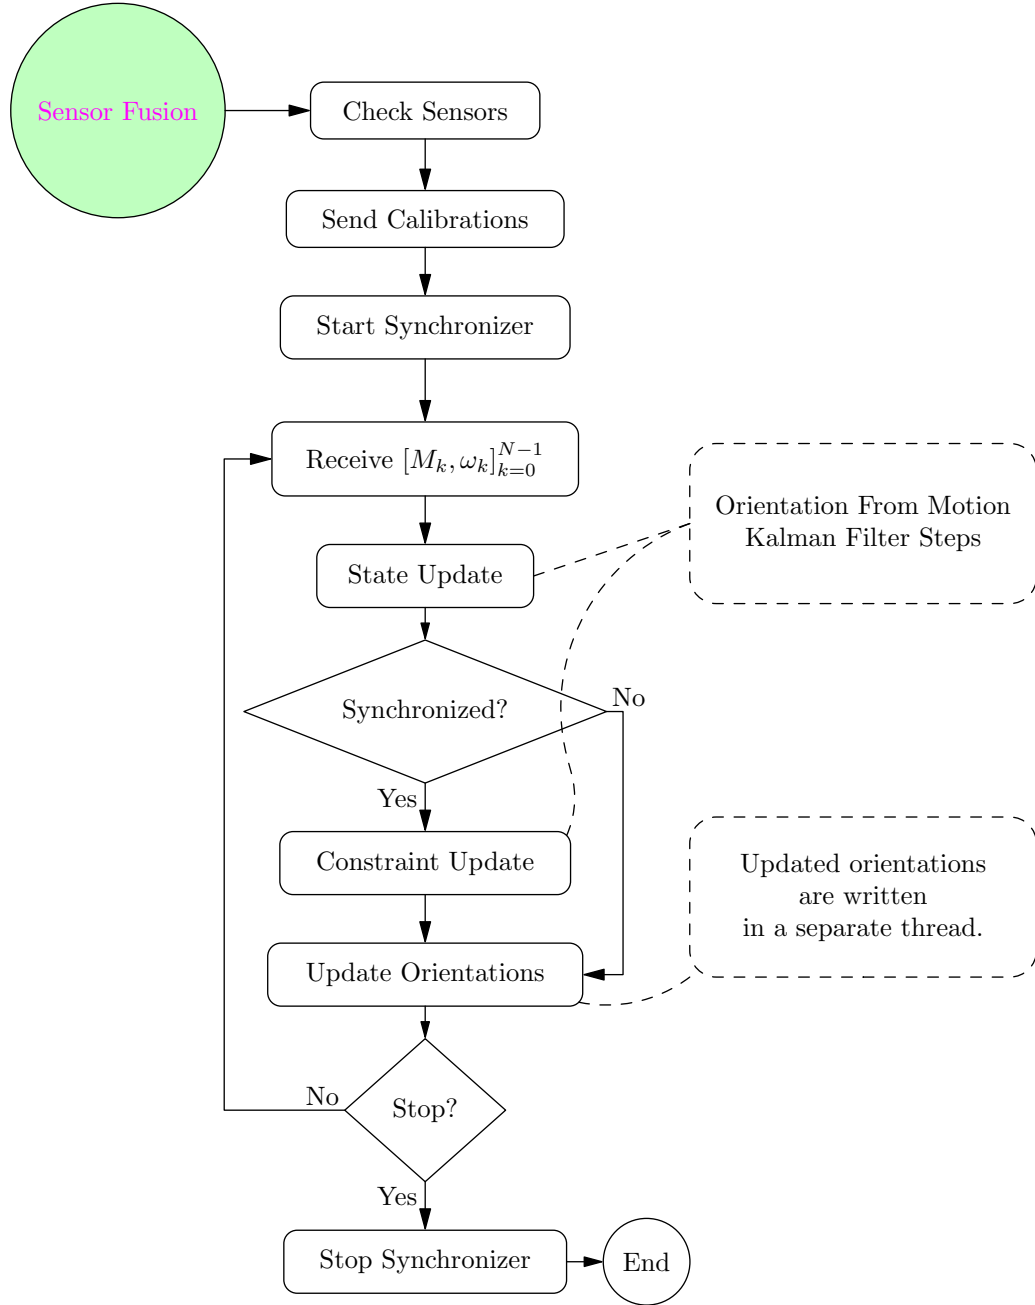 Sensor Fusion
Check Sensors
Send Calibrations
Start Synchronizer
Receive $[M_k, \omega_k]_{k=0}^{N-1}$
Orientation From Motion
Kalman Filter Steps
State Update
Synchronized?
No
Yes
Constraint Update
Updated orientations
are written
in a separate thread.
Update Orientations
Stop?
No
Yes
Stop Synchronizer
End